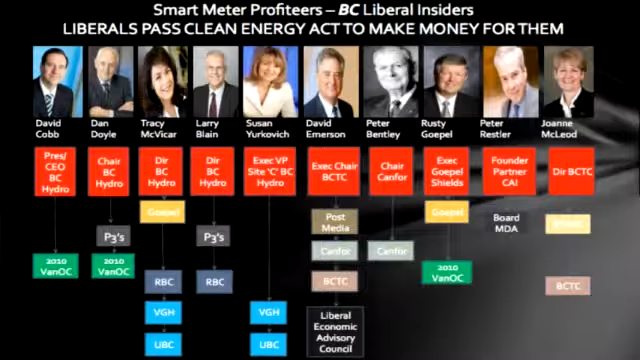 Smart Meter Profiteers – BC Liberal Insiders
LIBERALS PASS CLEAN ENERGY ACT TO MAKE MONEY FOR THEM
David Cobb
Dan Doyle
Tracy McVicar
Larry Blain
Susan Yurkovich
David Emerson
Peter Bentley
Rusty Goepel
Peter Restler
Joanne McLeod
Pres/ CEO BC Hydro
Chair BC Hydro
Dir BC Hydro
Dir BC Hydro
Exec VP Site 'C' BC Hydro
Exec Chair BCTC
Chair Canfor
Exec Goepel Shields
Founder Partner CAI
Dir BCTC
Goepel
Post Media
Goepel
Board MDA
P3's
P3's
Canfor
Canfor
2010 VanOC
2010 VanOC
2010 VanOC
RBC
RBC
BCTC
BCTC
VGH
VGH
Liberal Economic Advisory Council
UBC
UBC